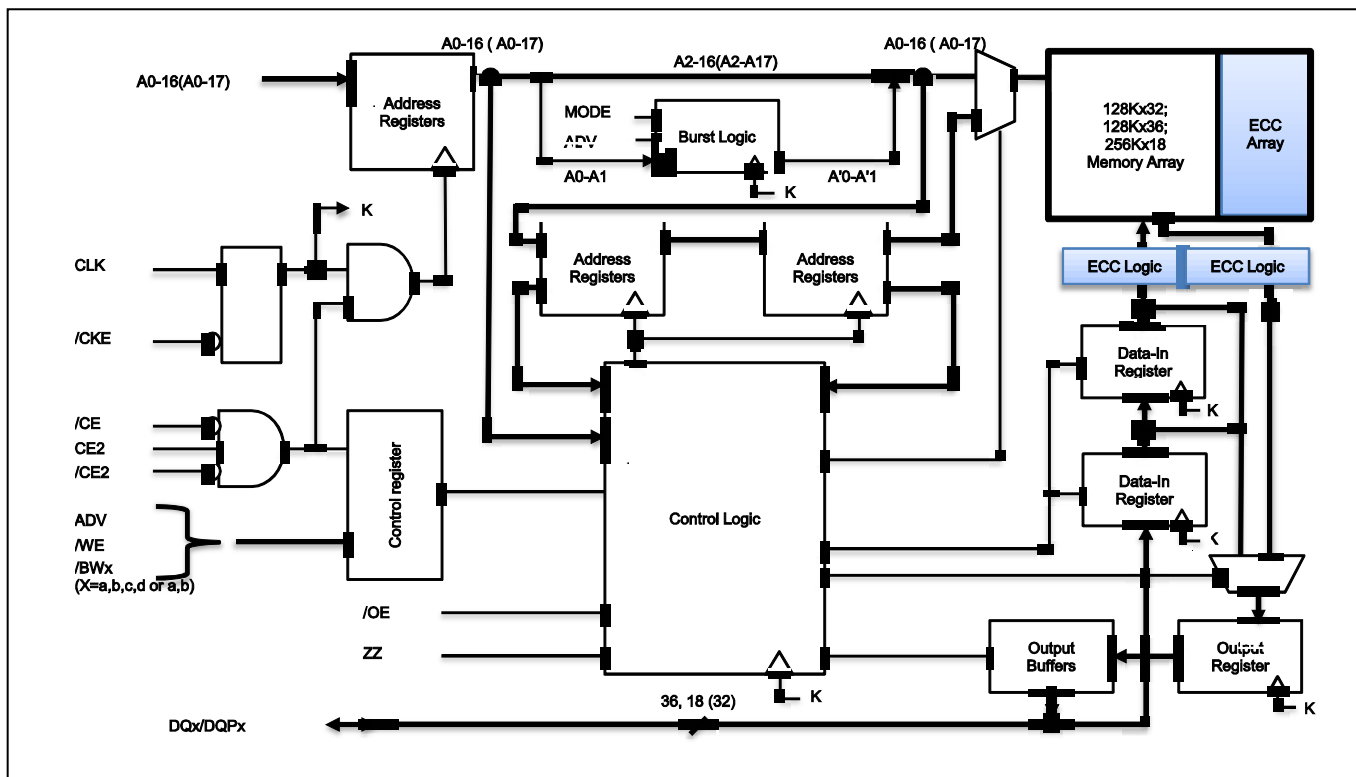 A0-16 ( A0-17)
A0-16 ( A0-17)
A2-16(A2-A17)
A0-16(A0-17)
Address
Registers
MODE
ADV
Burst Logic
A0-A1
A'0-A'1
K
128Kx32;
128Kx36;
256Kx18
Memory Array
ECC
Array
K
CLK
/CKE
Address
Registers
Address
Registers
ECC Logic
ECC Logic
Data-In
Register
K
/CE
CE2
/CE2
Control register
Data-In
Register
K
ADV
/WE
/BWx
(X=a,b,c,d or a,b)
Control Logic
/OE
ZZ
K
Output
Buffers
Output
Register
K
36, 18 (32)
DQx/DQPx